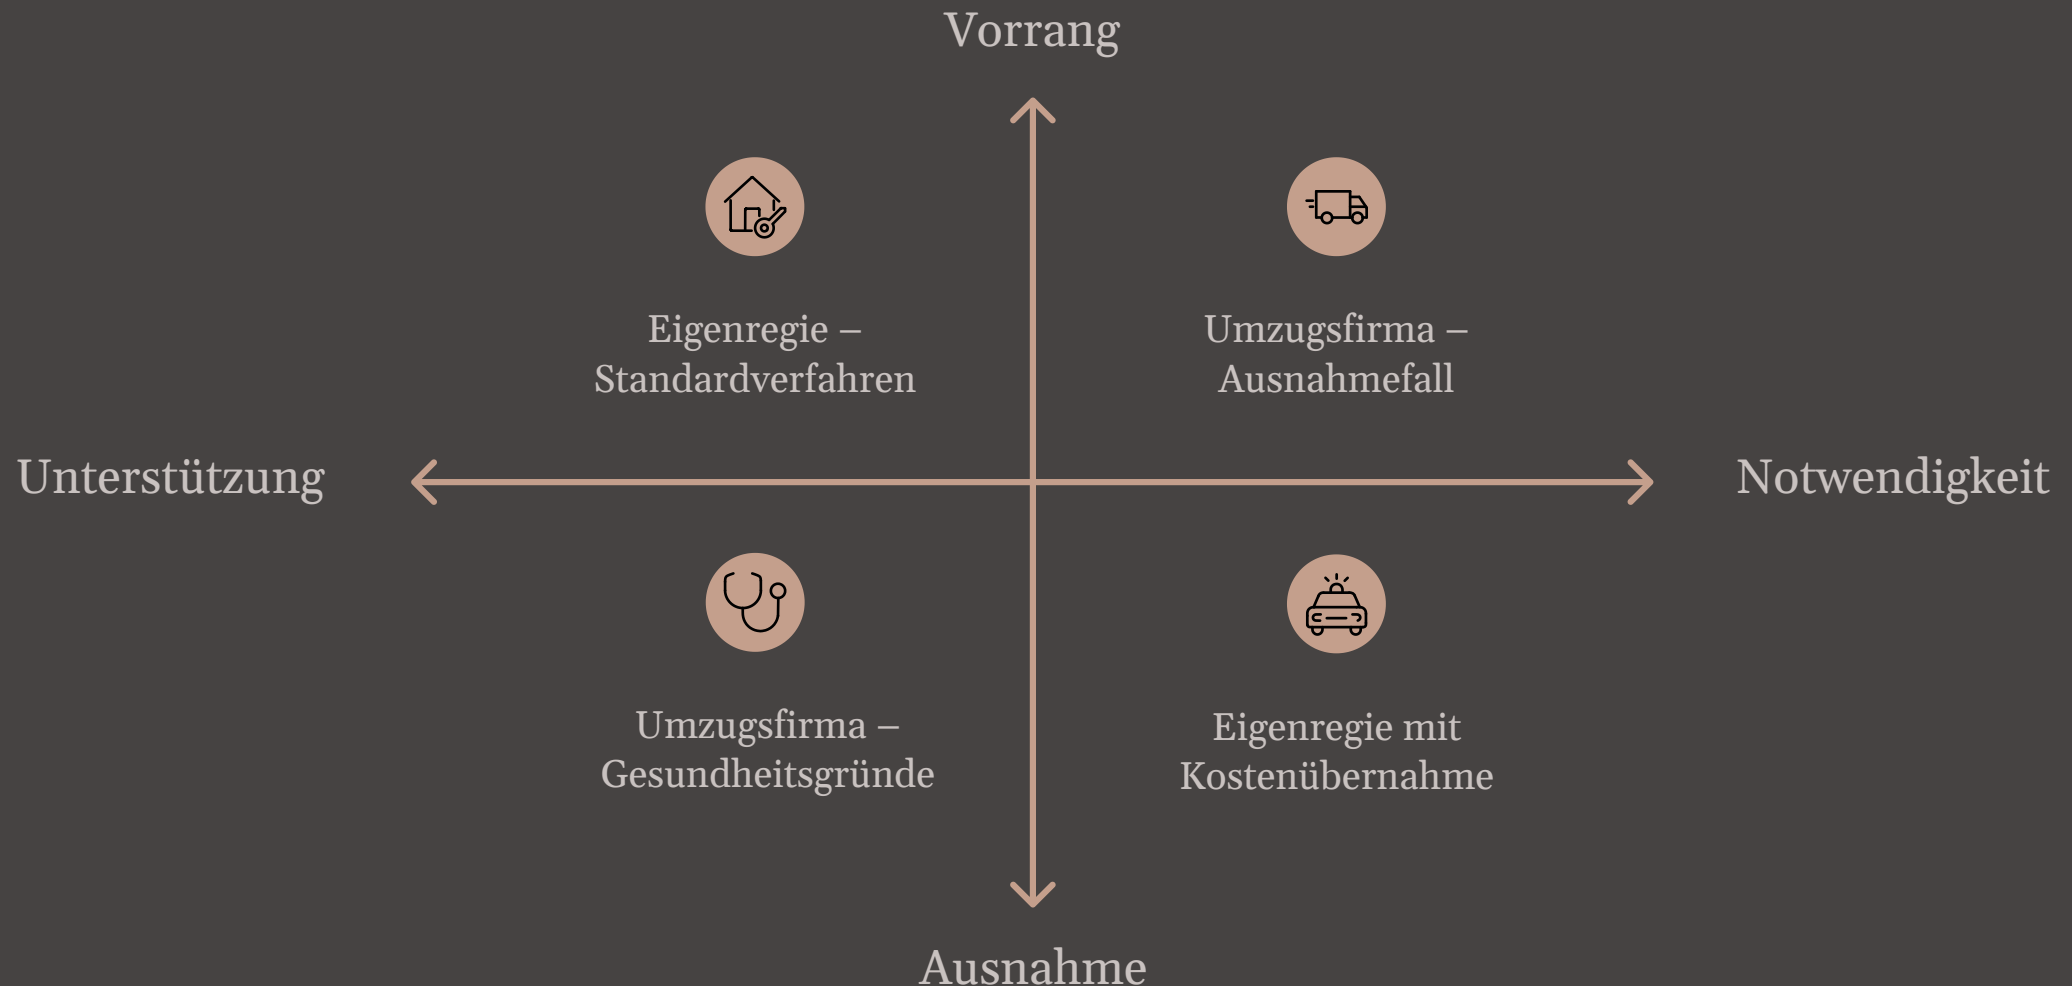 Vorrang
Eigenregie –
Standardverfahren
Umzugsfirma –
Ausnahmefall
Unterstützung
Notwendigkeit
Umzugsfirma –
Gesundheitsgründe
Eigenregie mit
Kostenübernahme
Ausnahme